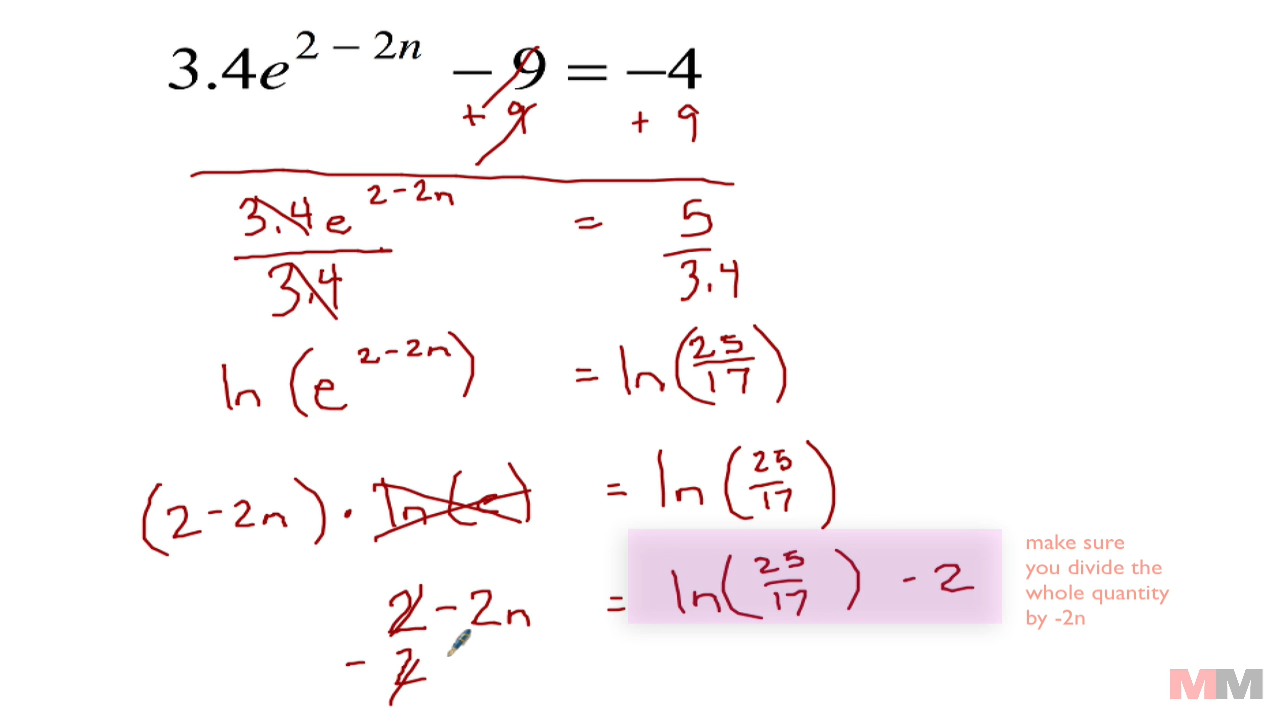 3.4e^{2 − 2n} − 9 = −4
+ 9 + 9
3.4e^{2-2n} = 5
3.4 3.4
ln(e^{2-2n}) = ln(25/17)
(2-2n) · ln(e) = ln(25/17)
2 - 2n = ln(25/17) - 2
- 2
make sure
you divide the
whole quantity
by -2n
MM